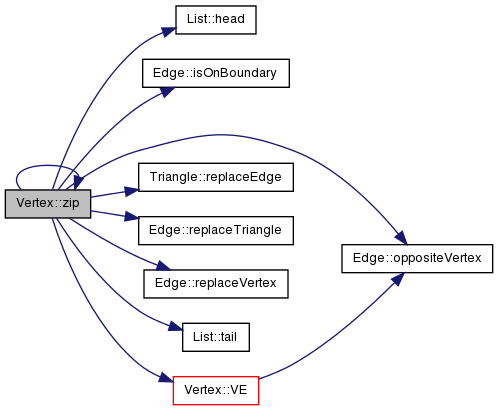 List::head
Edge::isOnBoundary
Triangle::replaceEdge
Vertex::zip
Edge::replaceTriangle
Edge::oppositeVertex
Edge::replaceVertex
List::tail
Vertex::VE